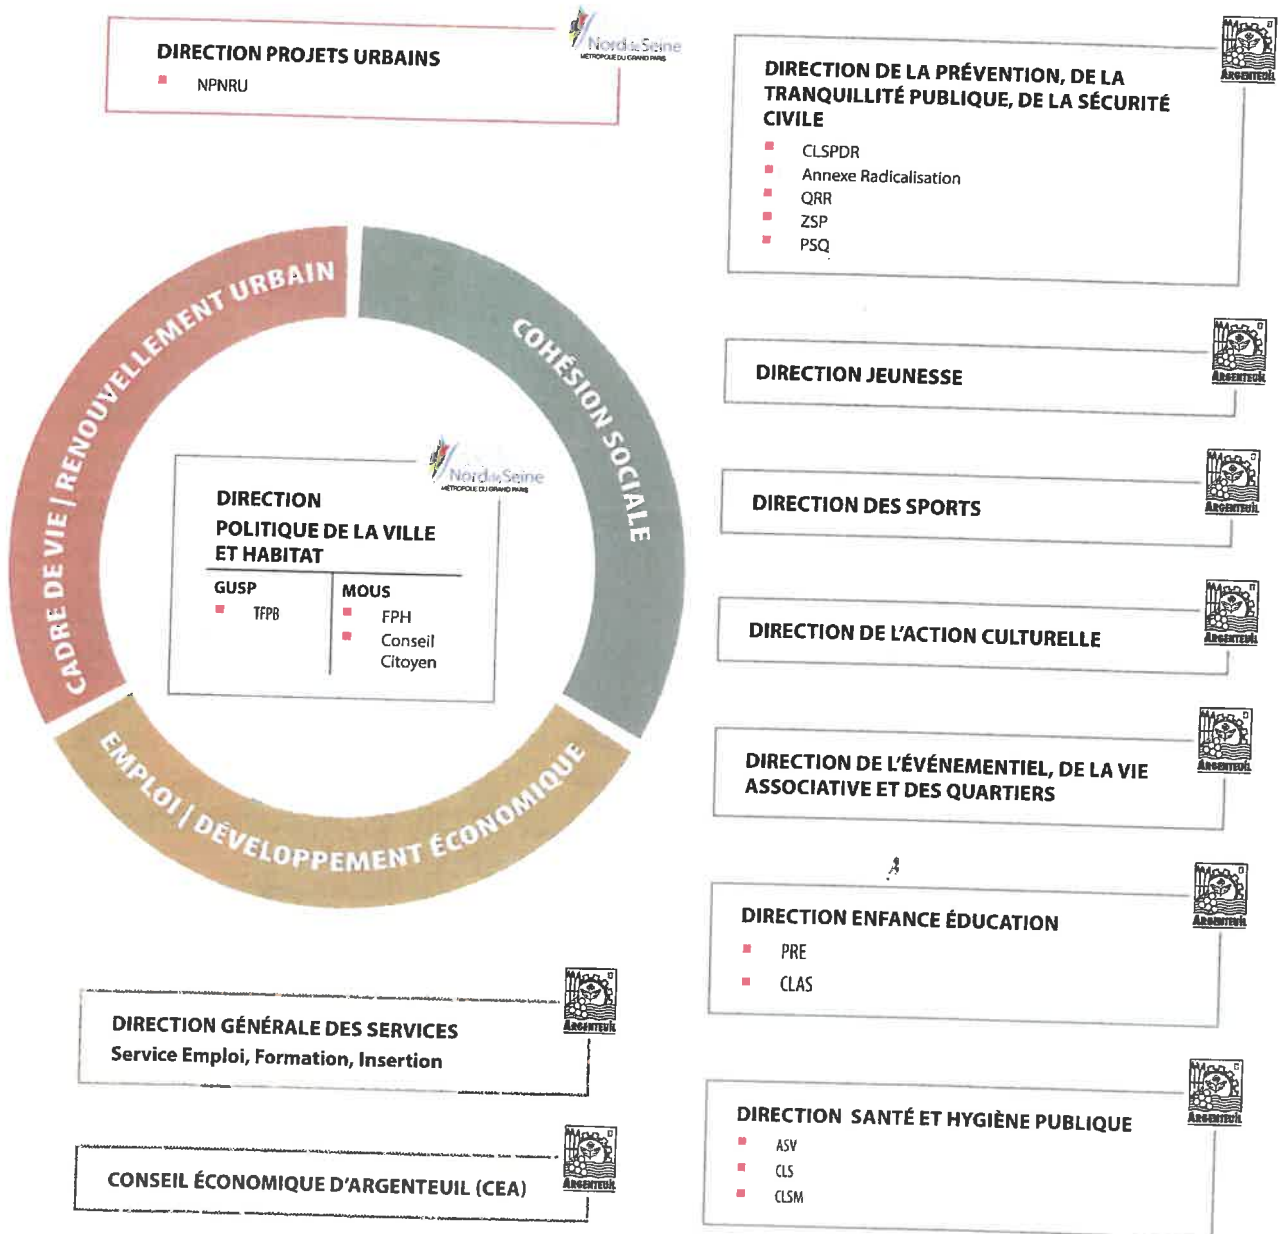 DIRECTION PROJETS URBAINS
NPNRU
Nord de Seine
MÉTROPOLE DU GRAND PARIS
CADRE DE VIE | RENOUVELLEMENT URBAIN
COHÉSION SOCIALE
EMPLOI | DÉVELOPPEMENT ÉCONOMIQUE
Nord de Seine
MÉTROPOLE DU GRAND PARIS
DIRECTION
POLITIQUE DE LA VILLE
ET HABITAT
GUSP
TFPB
MOUS
FPH
Conseil
Citoyen
DIRECTION GÉNÉRALE DES SERVICES
Service Emploi, Formation, Insertion
ARGENTEUIL
CONSEIL ÉCONOMIQUE D'ARGENTEUIL (CEA)
ARGENTEUIL
DIRECTION DE LA PRÉVENTION, DE LA
TRANQUILLITÉ PUBLIQUE, DE LA SÉCURITÉ
CIVILE
ARGENTEUIL
CLSPDR
Annexe Radicalisation
QRR
ZSP
PSQ
DIRECTION JEUNESSE
ARGENTEUIL
DIRECTION DES SPORTS
ARGENTEUIL
DIRECTION DE L'ACTION CULTURELLE
ARGENTEUIL
DIRECTION DE L'ÉVÉNEMENTIEL, DE LA VIE
ASSOCIATIVE ET DES QUARTIERS
ARGENTEUIL
DIRECTION ENFANCE ÉDUCATION
ARGENTEUIL
PRE
CLAS
DIRECTION SANTÉ ET HYGIÈNE PUBLIQUE
ARGENTEUIL
ASV
CLS
CLSM